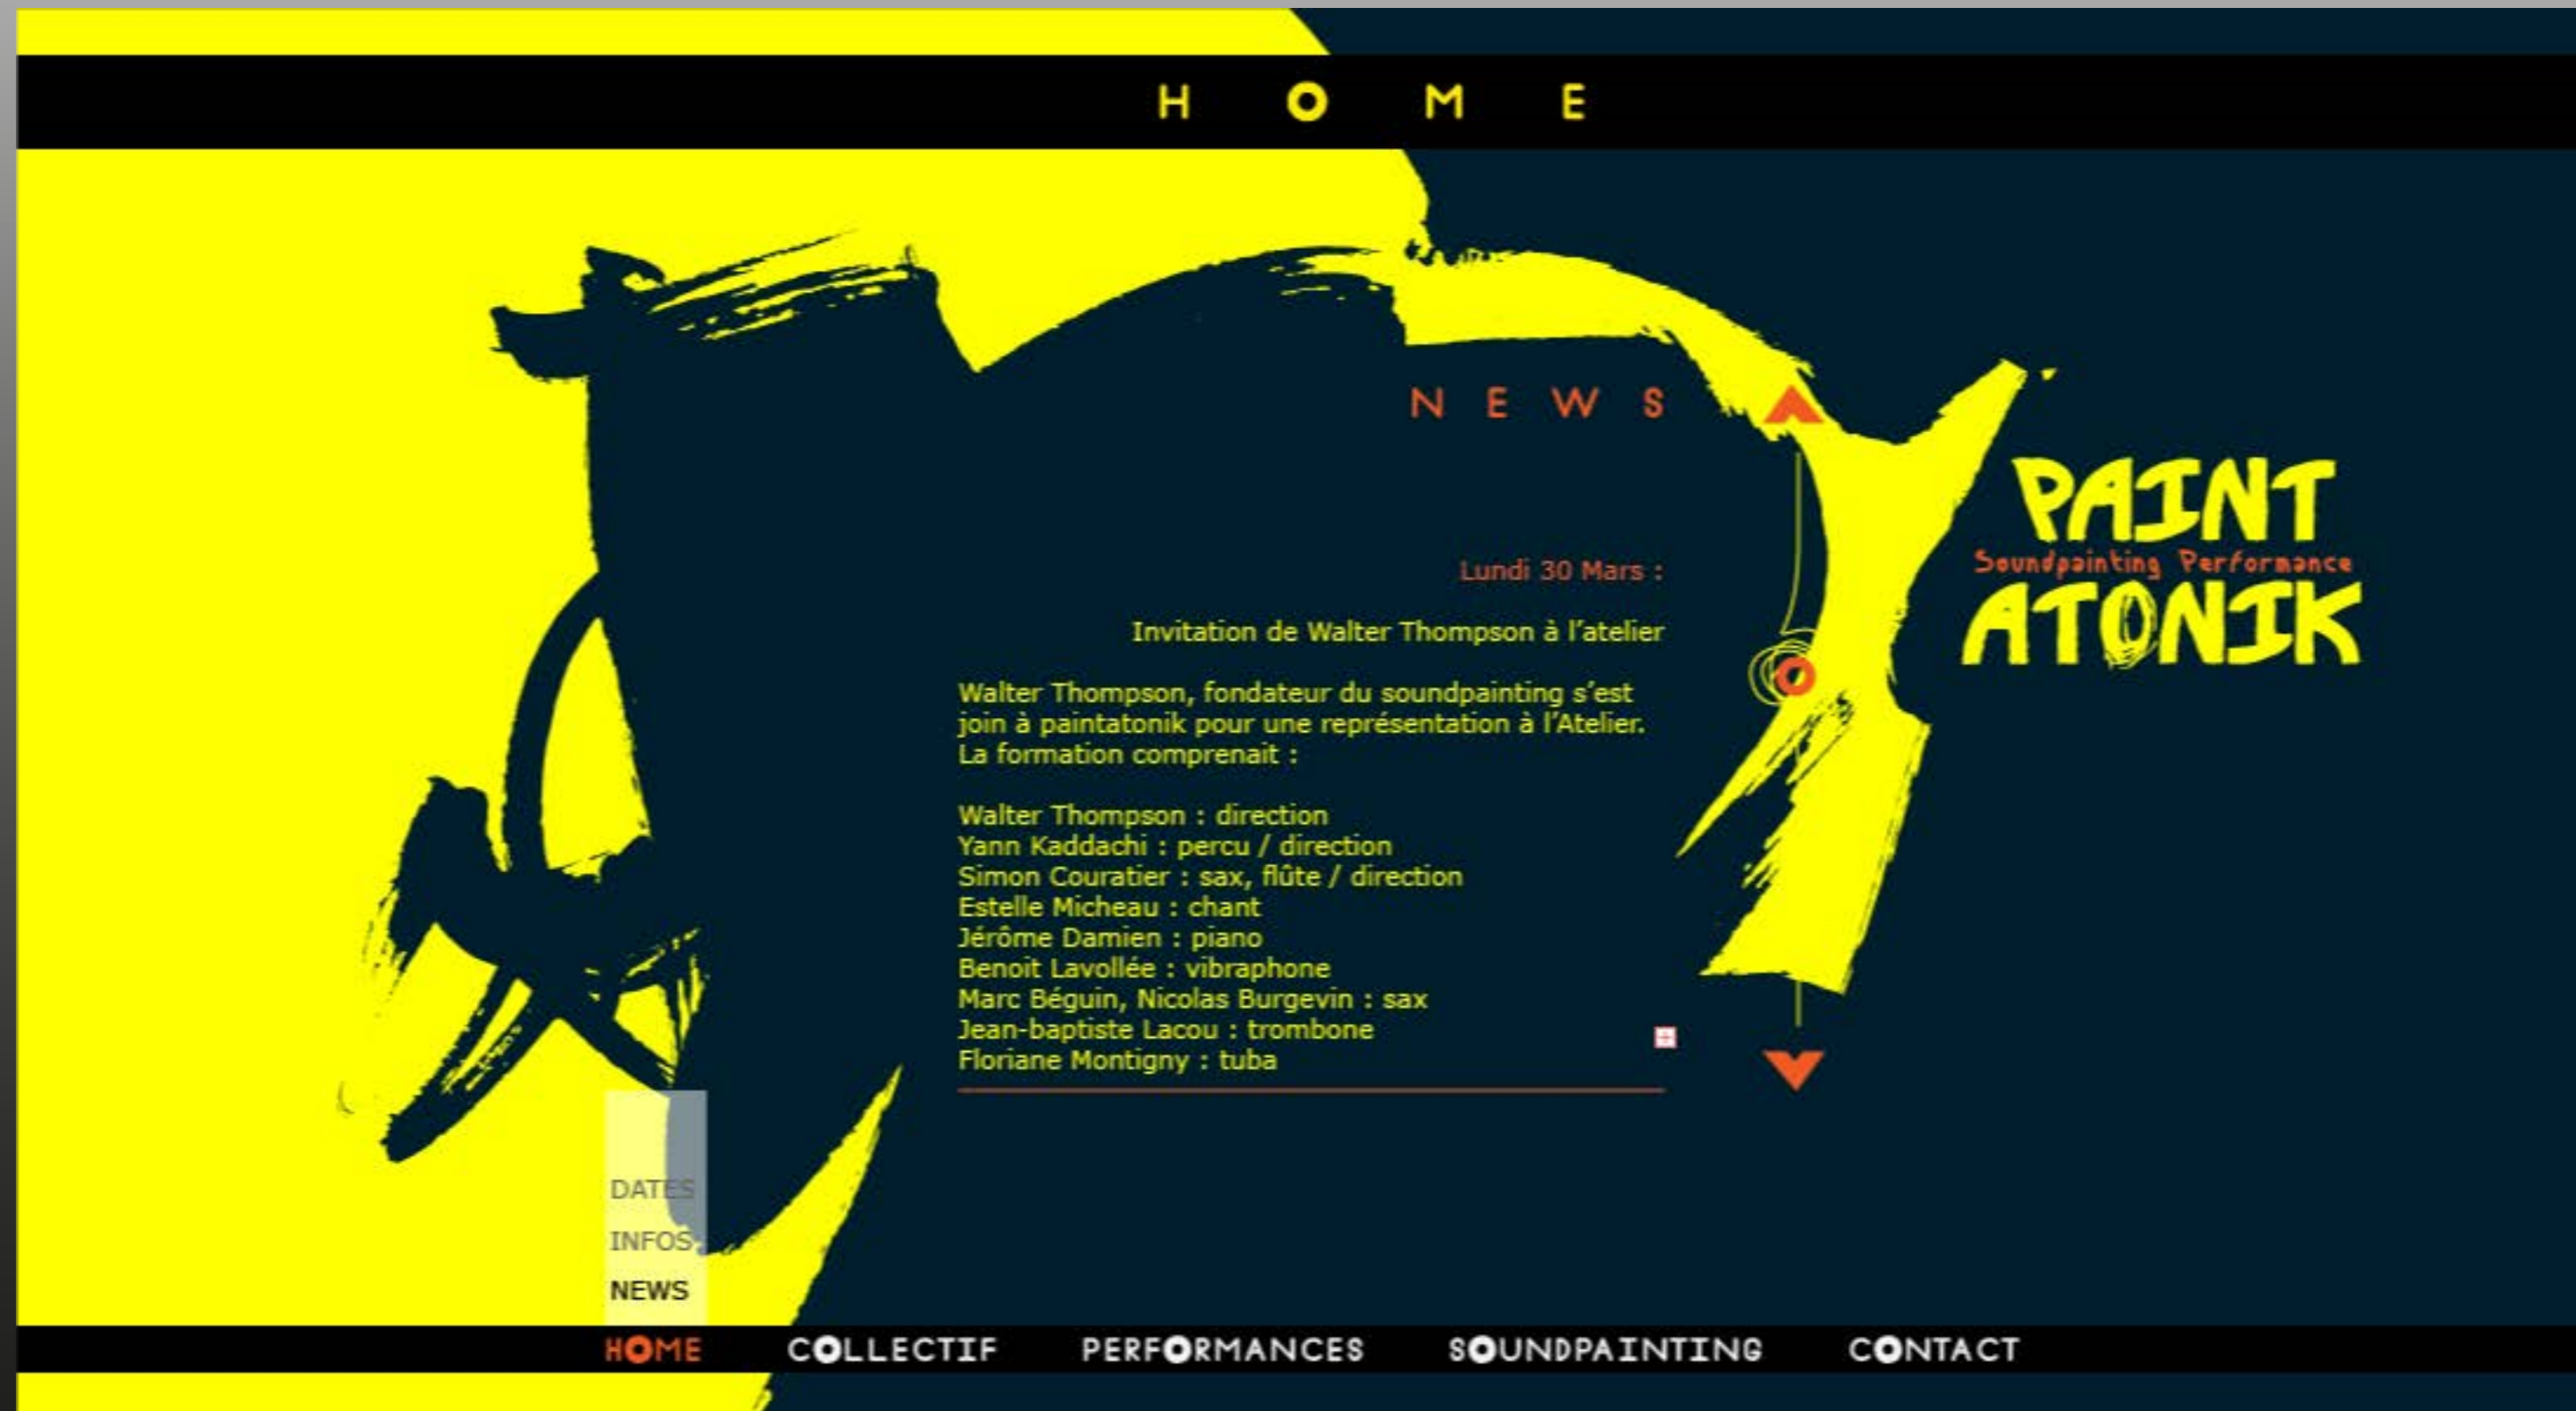 HOME
NEWS
Lundi 30 Mars :
Invitation de Walter Thompson à l’atelier
Walter Thompson, fondateur du soundpainting s’est
join à paintatonik pour une représentation à l’Atelier.
La formation comprenait :
Walter Thompson : direction
Yann Kaddachi : percu / direction
Simon Couratier : sax, flûte / direction
Estelle Micheau : chant
Jérôme Damien : piano
Benoit Lavollée : vibraphone
Marc Béguin, Nicolas Burgevin : sax
Jean-baptiste Lacou : trombone
Floriane Montigny : tuba
PAINT
Soundpainting Performance
ATONIK
DATES
INFOS
NEWS
HOME COLLECTIF PERFORMANCES SOUNDPAINTING CONTACT